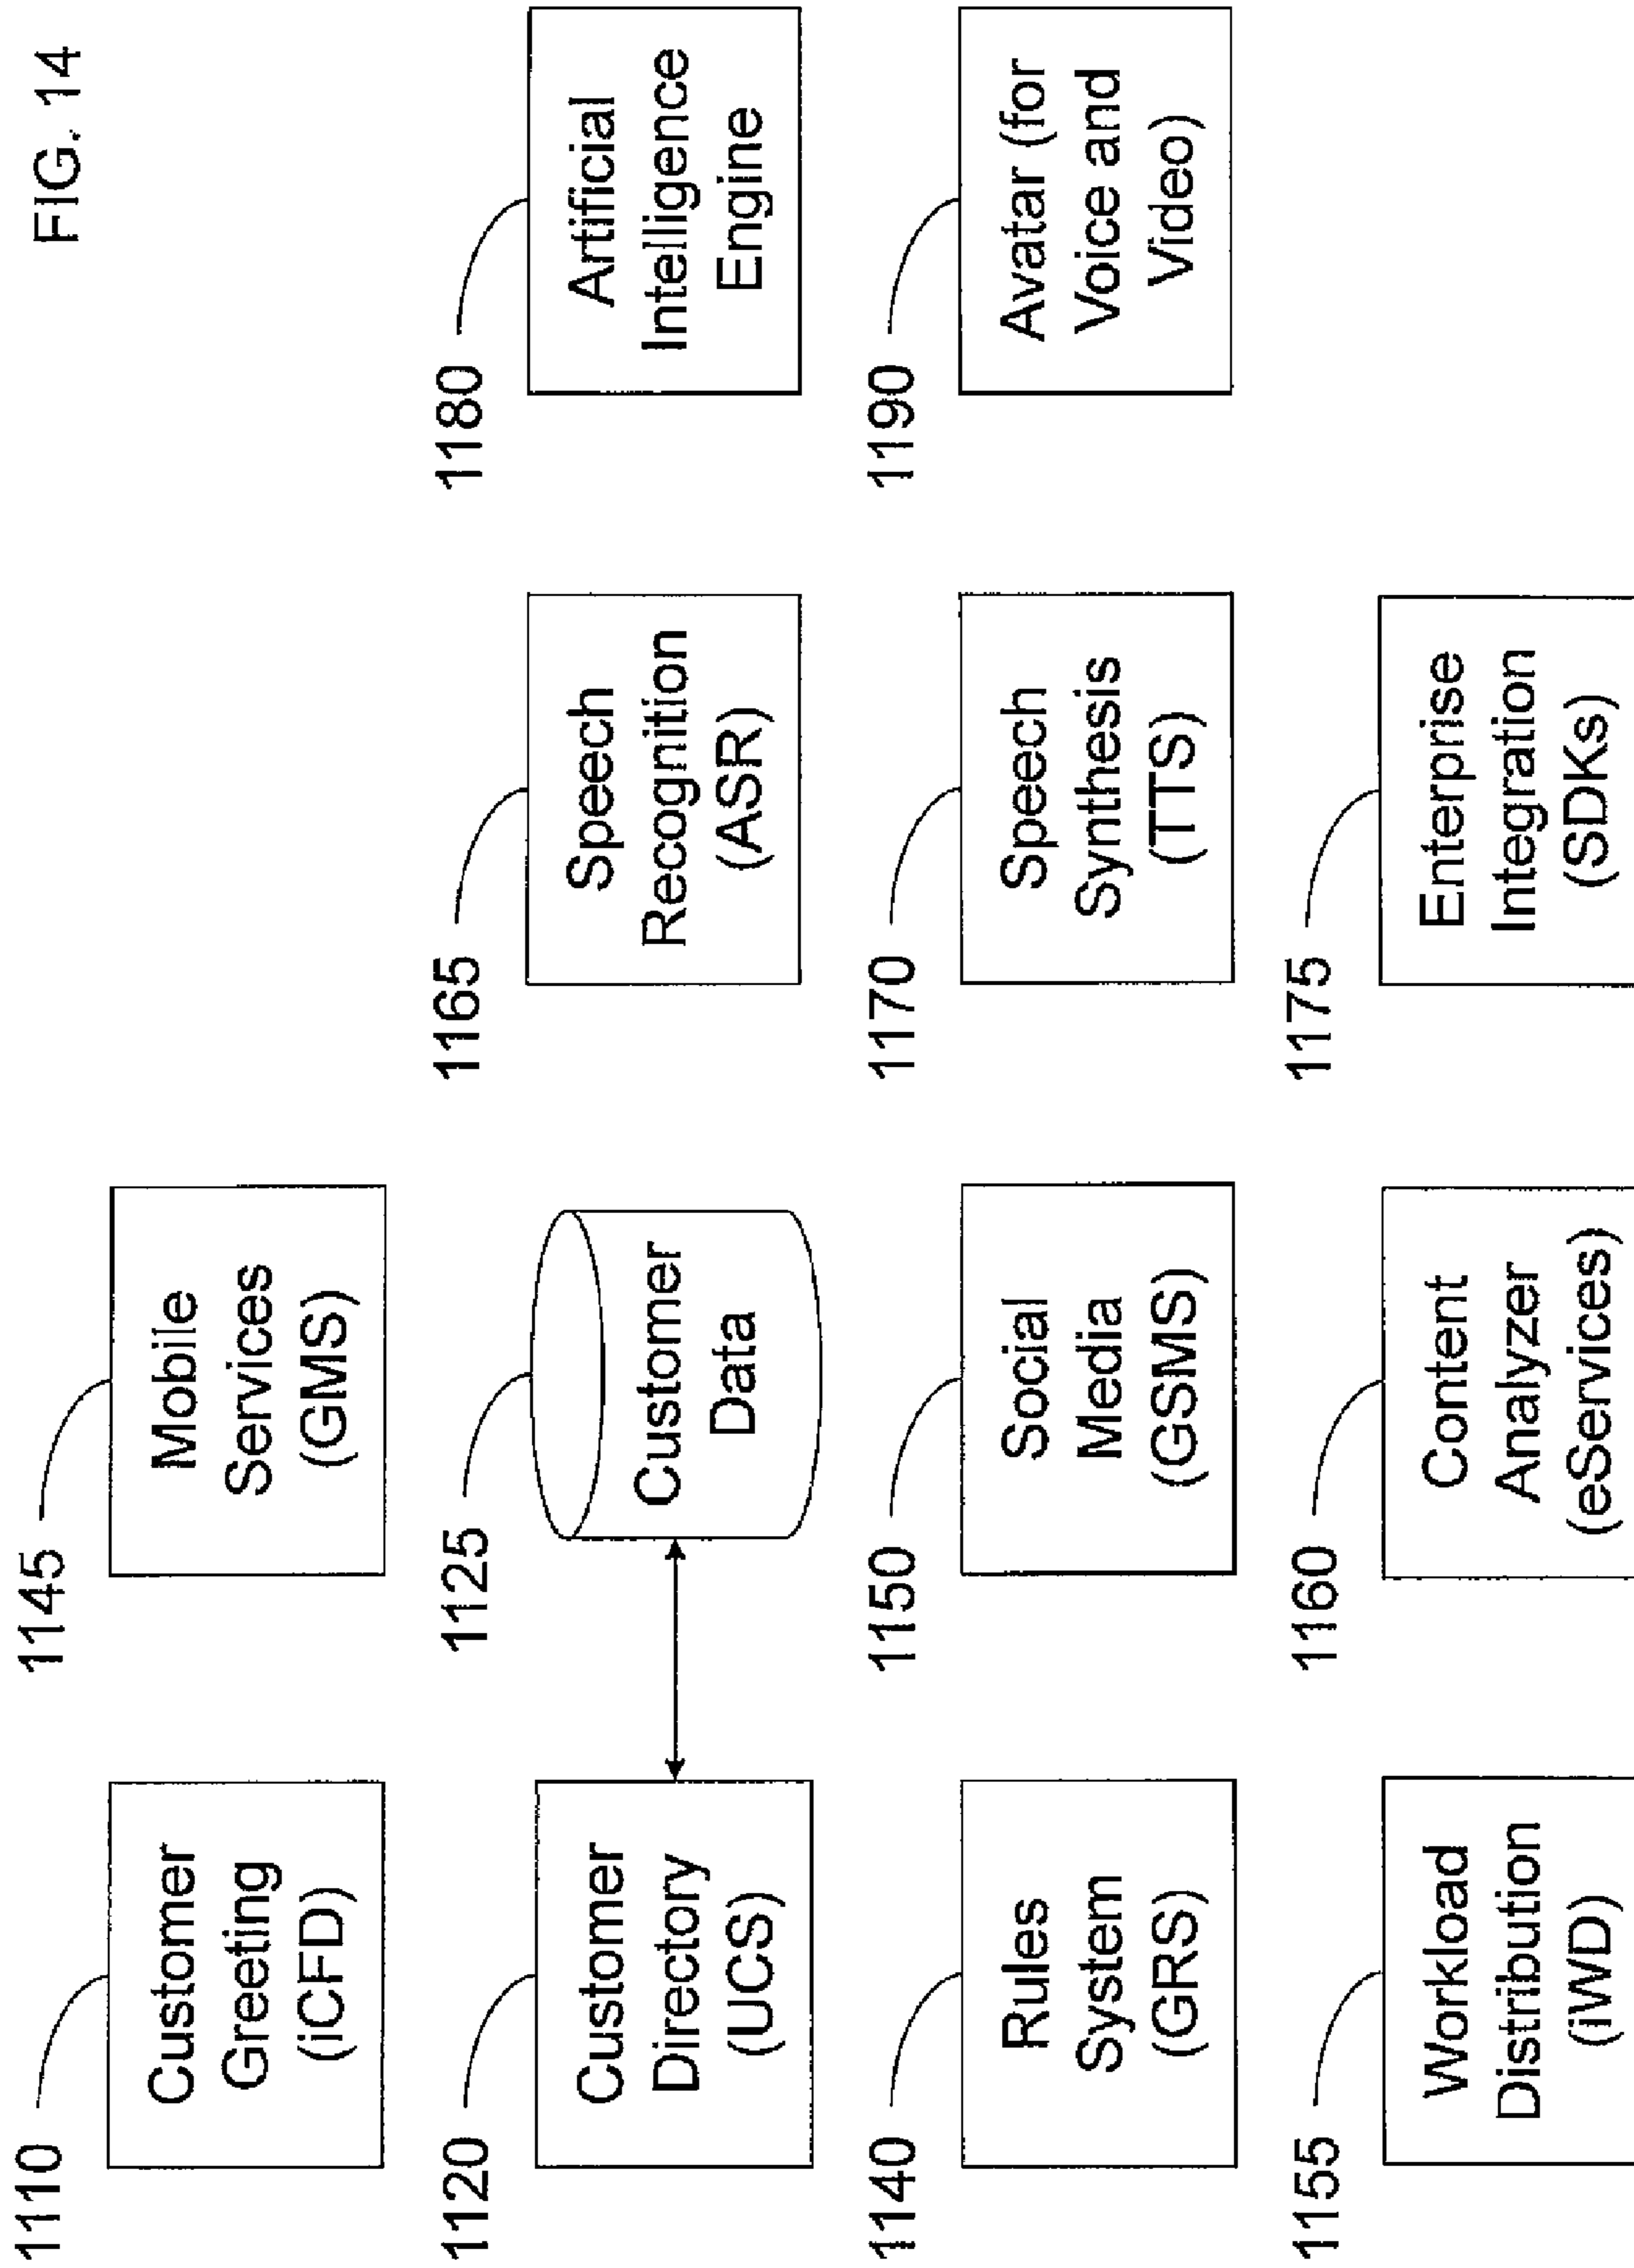 FIG. 14
1110
Customer
Greeting
(iCFD)
1145
Mobile
Services
(GMS)
1120
Customer
Directory
(UCS)
1125
Customer
Data
1165
Speech
Recognition
(ASR)
1180
Artificial
Intelligence
Engine
1140
Rules
System
(GRS)
1150
Social
Media
(GSMS)
1170
Speech
Synthesis
(TTS)
1190
Avatar (for
Voice and
Video)
1155
Workload
Distribution
(iWD)
1160
Content
Analyzer
(eServices)
1175
Enterprise
Integration
(SDKs)